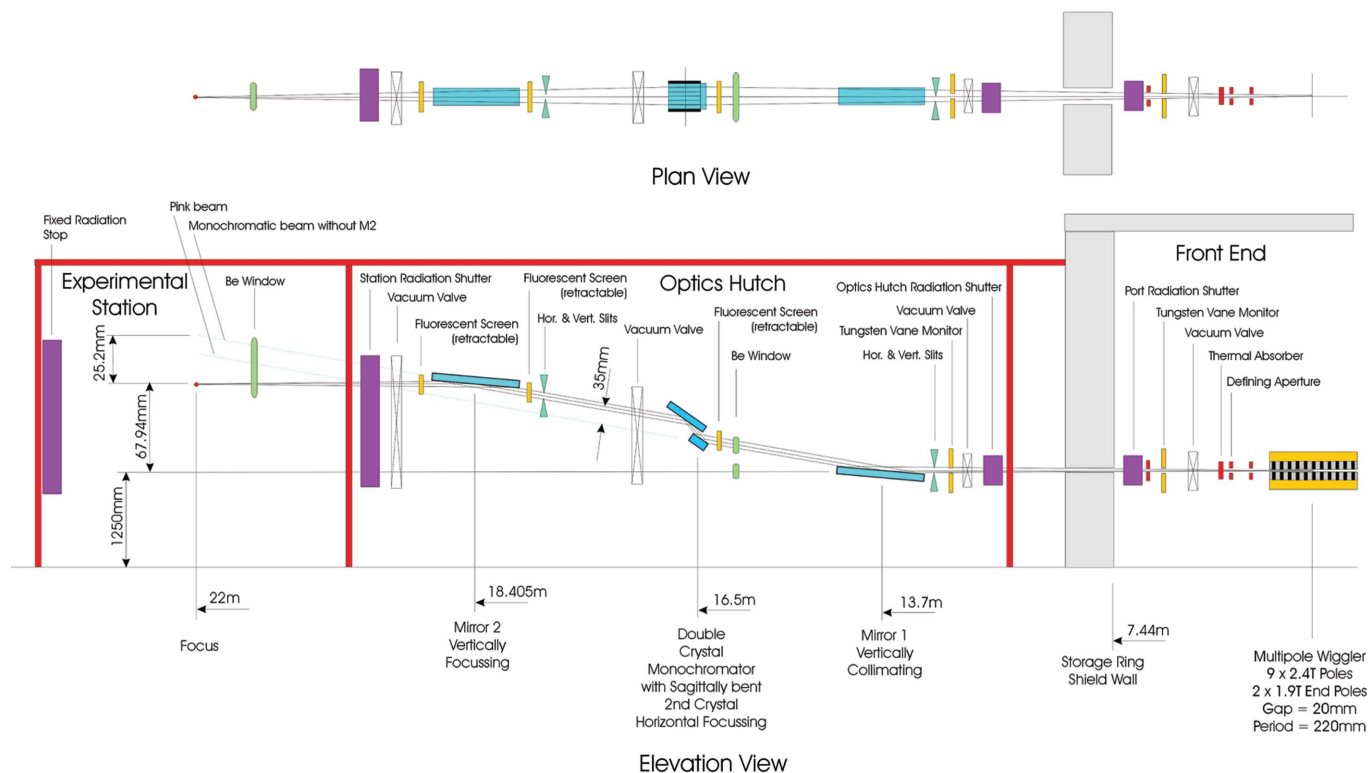 Plan View
Pink beam
Monochromatic beam without M2
Fixed Radiation
Stop
Experimental
Station
Be Window
Station Radiation Shutter
Vacuum Valve
Fluorescent Screen
(retractable)
Fluorescent Screen
(retractable)
Hor. & Vert. Slits
Optics Hutch
Vacuum Valve
Fluorescent Screen
(retractable)
Be Window
Optics Hutch Radiation Shutter
Vacuum Valve
Tungsten Vane Monitor
Hor. & Vert. Slits
Front End
Port Radiation Shutter
Tungsten Vane Monitor
Vacuum Valve
Thermal Absorber
Defining Aperture
25.2mm
67.94mm
1250mm
35mm
22m
Focus
18.405m
Mirror 2
Vertically
Focussing
16.5m
Double
Crystal
Monochromator
with Sagittally bent
2nd Crystal
Horizontal Focussing
13.7m
Mirror 1
Vertically
Collimating
7.44m
Storage Ring
Shield Wall
Multipole Wiggler
9 x 2.4T Poles
2 x 1.9T End Poles
Gap = 20mm
Period = 220mm
Elevation View